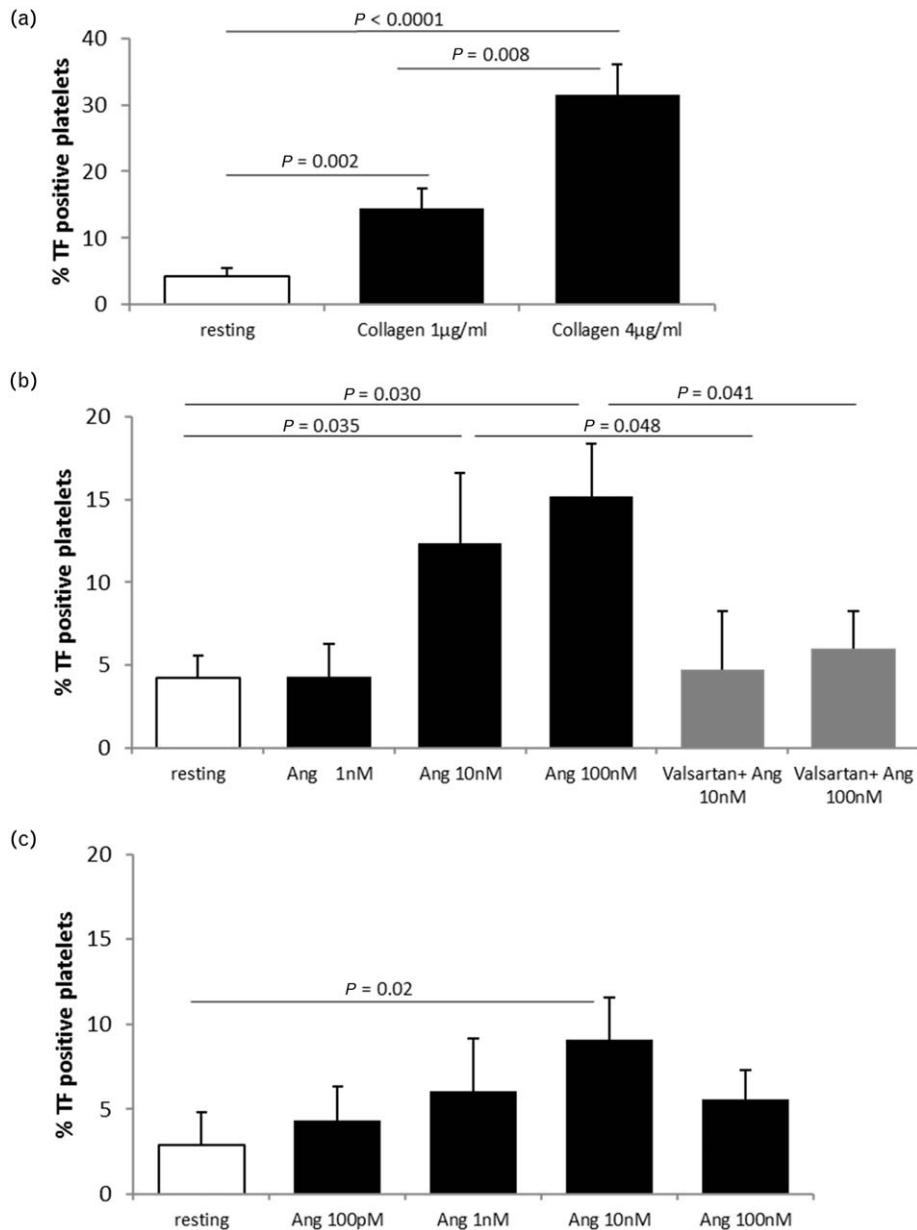 (a)
P < 0.0001
P = 0.008
P = 0.002
% TF positive platelets
40
30
20
10
0
resting Collagen 1µg/ml Collagen 4µg/ml
(b)
P = 0.030 P = 0.041
P = 0.035 P = 0.048
% TF positive platelets
20
15
10
5
0
resting Ang 1nM Ang 10nM Ang 100nM Valsartan+ Ang Valsartan+ Ang
10nM 100nM
(c)
% TF positive platelets
20
15
10
5
0
P = 0.02
resting Ang 100pM Ang 1nM Ang 10nM Ang 100nM